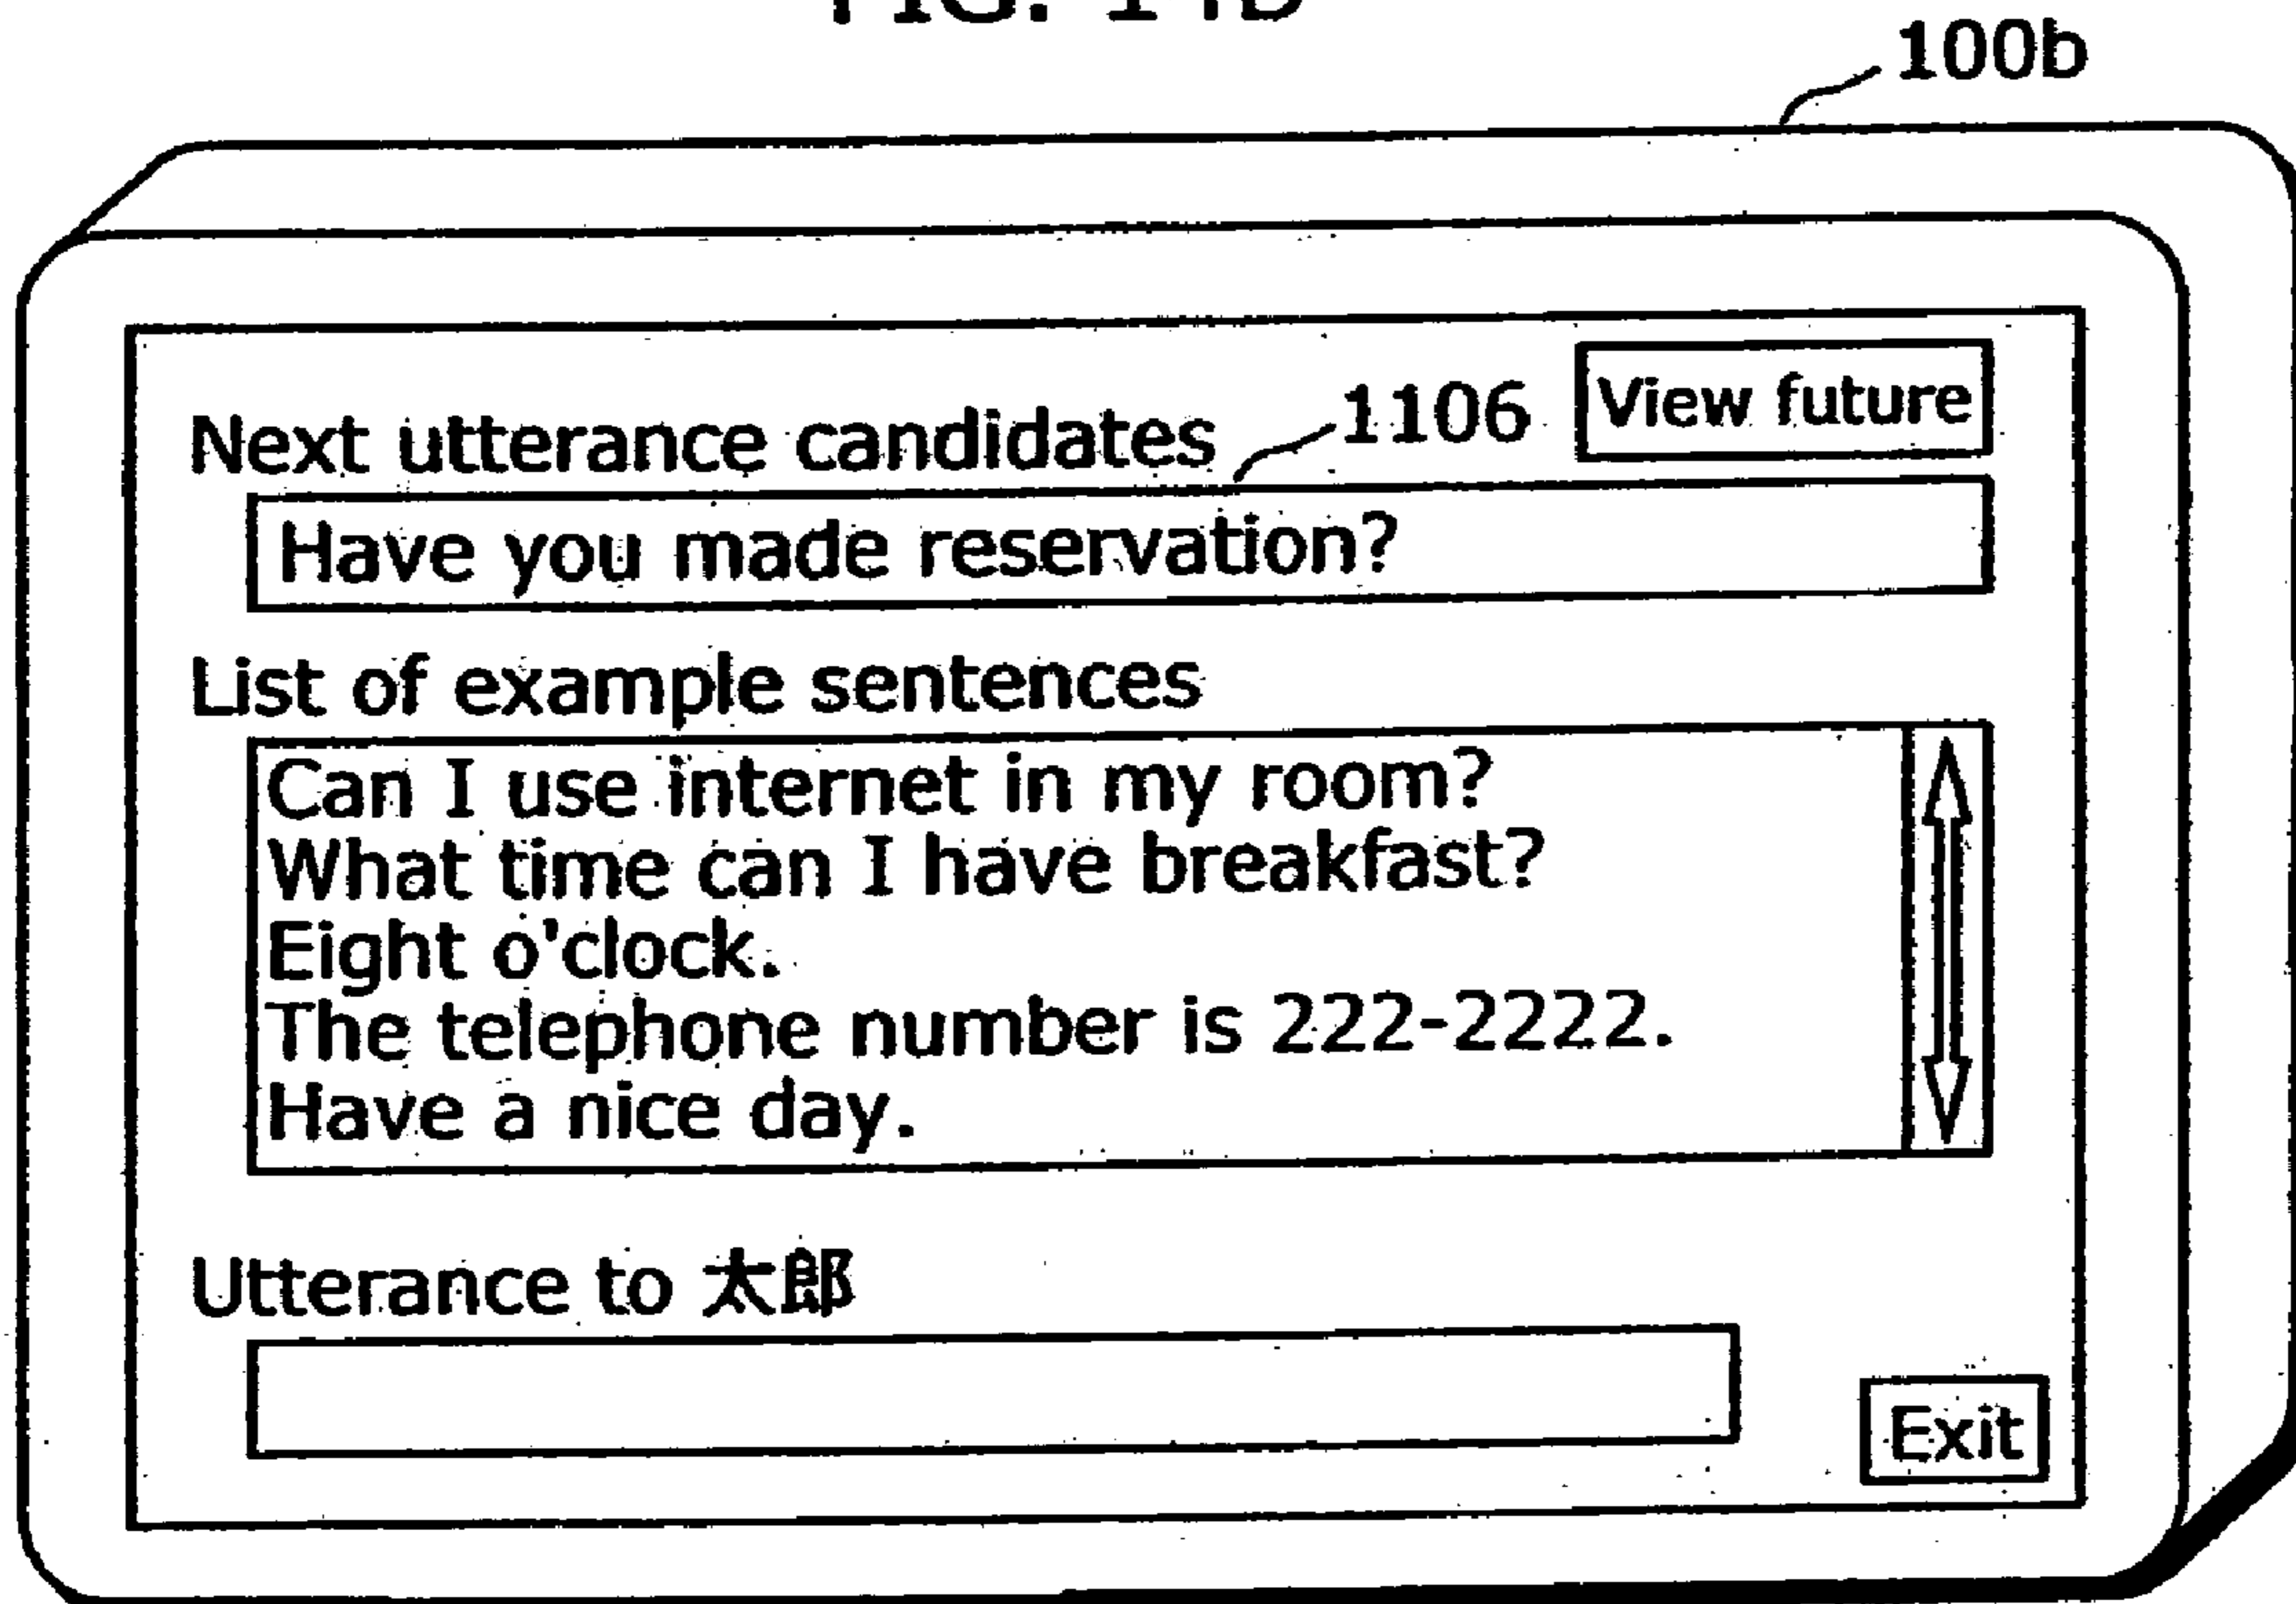 100b
Next utterance candidates
1106
View future
Have you made reservation?
List of example sentences
Can I use internet in my room?
What time can I have breakfast?
Eight o'clock.
The telephone number is 222-2222.
Have a nice day.
Utterance to 太郎
Exit